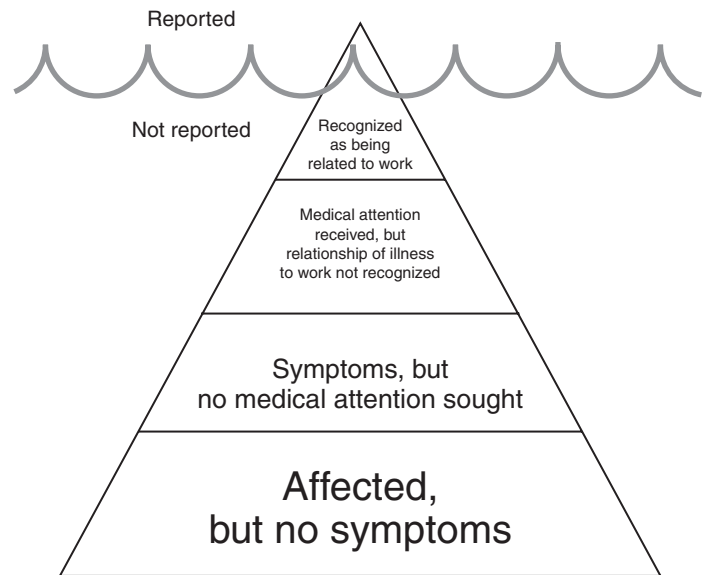 Reported
Not reported
Recognized
as being
related to work
Medical attention
received, but
relationship of illness
to work not recognized
Symptoms, but
no medical attention sought
Affected,
but no symptoms